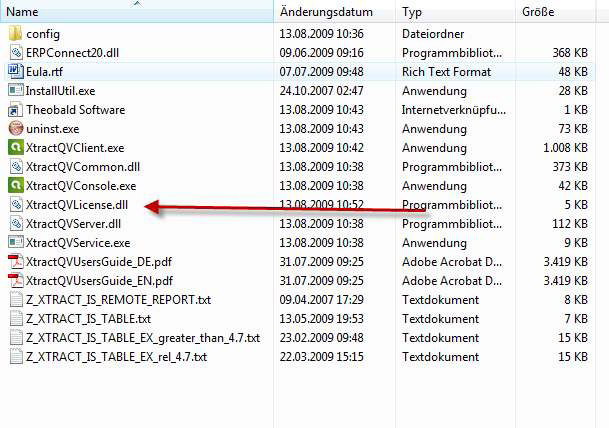 Name Änderungsdatum Typ Größe
config 13.08.2009 10:36 Dateiordner
ERPConnect20.dll 09.06.2009 09:16 Programmbibliot... 368 KB
Eula.rtf 07.07.2009 09:48 Rich Text Format 48 KB
InstallUtil.exe 24.10.2007 02:47 Anwendung 28 KB
Theobald Software 13.08.2009 10:43 Internetverknüpfu... 1 KB
uninst.exe 13.08.2009 10:43 Anwendung 73 KB
XtractQVClient.exe 13.08.2009 10:42 Anwendung 1.008 KB
XtractQVCommon.dll 13.08.2009 10:38 Programmbibliot... 373 KB
XtractQVConsole.exe 13.08.2009 10:38 Anwendung 42 KB
XtractQVLicense.dll 13.08.2009 10:52 Programmbibliot... 5 KB
XtractQVServer.dll 13.08.2009 10:38 Programmbibliot... 112 KB
XtractQVService.exe 13.08.2009 10:38 Anwendung 9 KB
XtractQVUsersGuide_DE.pdf 31.07.2009 09:25 Adobe Acrobat D... 3.419 KB
XtractQVUsersGuide_EN.pdf 31.07.2009 09:25 Adobe Acrobat D... 3.419 KB
Z_XTRACT_IS_REMOTE_REPORT.txt 09.04.2007 17:29 Textdokument 8 KB
Z_XTRACT_IS_TABLE.txt 13.05.2009 19:53 Textdokument 7 KB
Z_XTRACT_IS_TABLE_EX_greater_than_4.7.txt 23.02.2009 09:48 Textdokument 15 KB
Z_XTRACT_IS_TABLE_EX_rel_4.7.txt 22.03.2009 15:15 Textdokument 15 KB